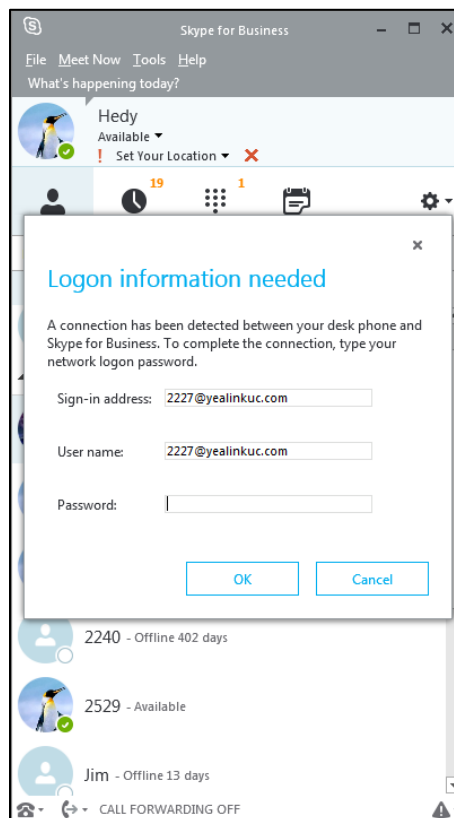 Skype for Business
File Meet Now Tools Help
What's happening today?
Hedy
Available
! Set Your Location
19
1
Logon information needed
A connection has been detected between your desk phone and
Skype for Business. To complete the connection, type your
network logon password.
Sign-in address: 2227@yealinkuc.com
User name: 2227@yealinkuc.com
Password:
OK Cancel
2240 - Offline 402 days
2529 - Available
Jim - Offline 13 days
CALL FORWARDING OFF